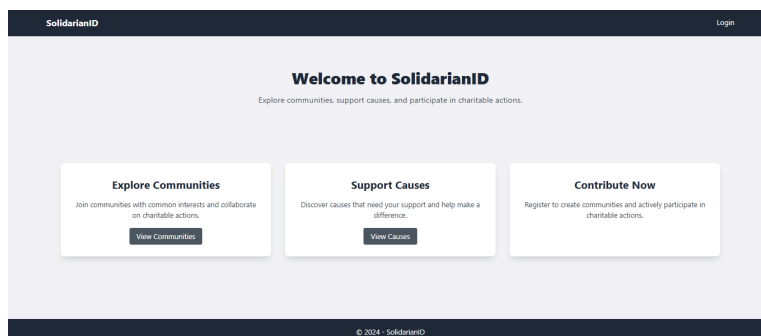 SolidarianID
Login
Welcome to SolidarianID
Explore communities, support causes, and participate in charitable actions.
Explore Communities
Join communities with common interests and collaborate
on charitable actions.
View Communities
Support Causes
Discover causes that need your support and help make a
difference.
View Causes
Contribute Now
Register to create communities and actively participate in
charitable actions.
© 2024 - SolidarianID